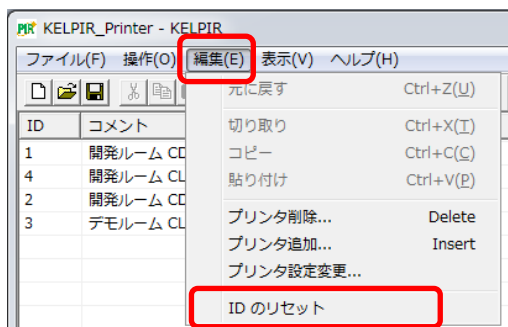 KELPIR_Printer - KELPIR
ファイル(F) 操作(O) 編集(E) 表示(V) ヘルプ(H)
元に戻す Ctrl+Z(U)
ID コメント
切り取り Ctrl+X(T)
1 開発ルーム CD
コピー Ctrl+C(C)
4 開発ルーム CL
貼り付け Ctrl+V(P)
2 開発ルーム CD
3 デモルーム CL
プリンタ削除... Delete
プリンタ追加... Insert
プリンタ設定変更...
ID のリセット